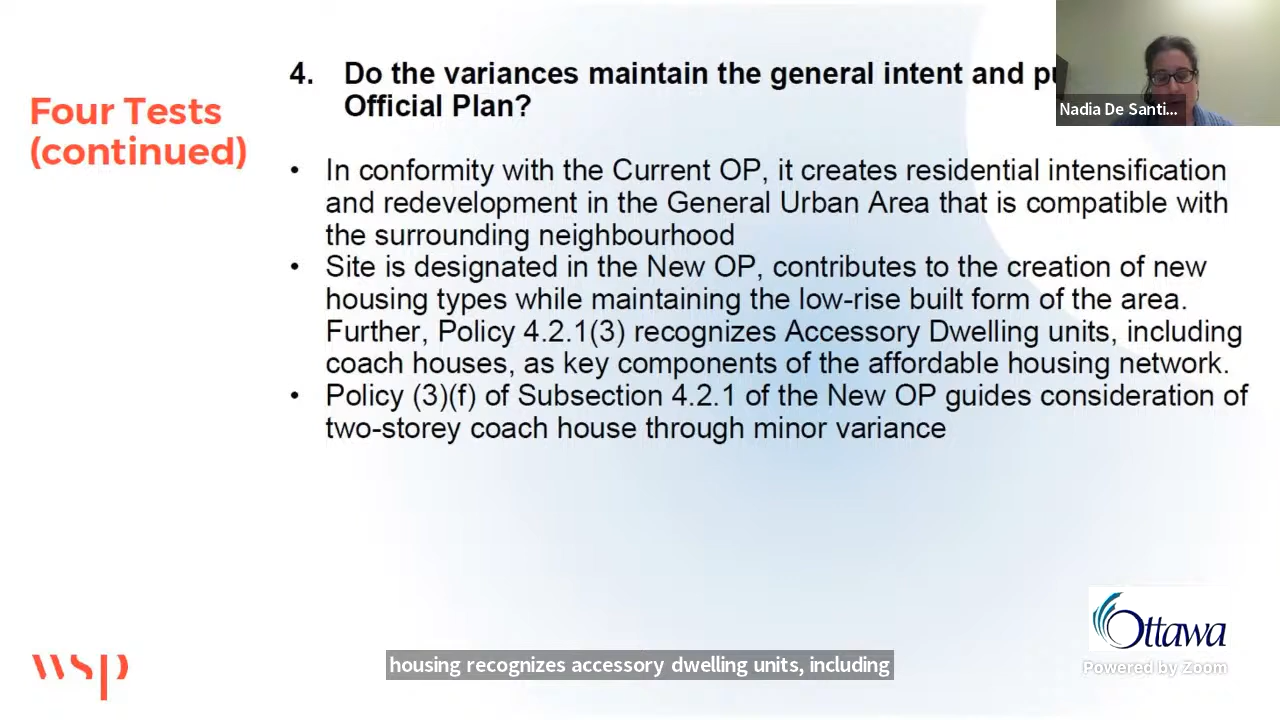 Four Tests
(continued)
4. Do the variances maintain the general intent and
Official Plan?
• In conformity with the Current OP, it creates residential intensification
and redevelopment in the General Urban Area that is compatible with
the surrounding neighbourhood
• Site is designated in the New OP, contributes to the creation of new
housing types while maintaining the low-rise built form of the area.
Further, Policy 4.2.1(3) recognizes Accessory Dwelling units, including
coach houses, as key components of the affordable housing network.
• Policy (3)(f) of Subsection 4.2.1 of the New OP guides consideration of
two-storey coach house through minor variance
Nadia De Santi...
housing recognizes accessory dwelling units, including
wsp
Ottawa
Powered by Zoom